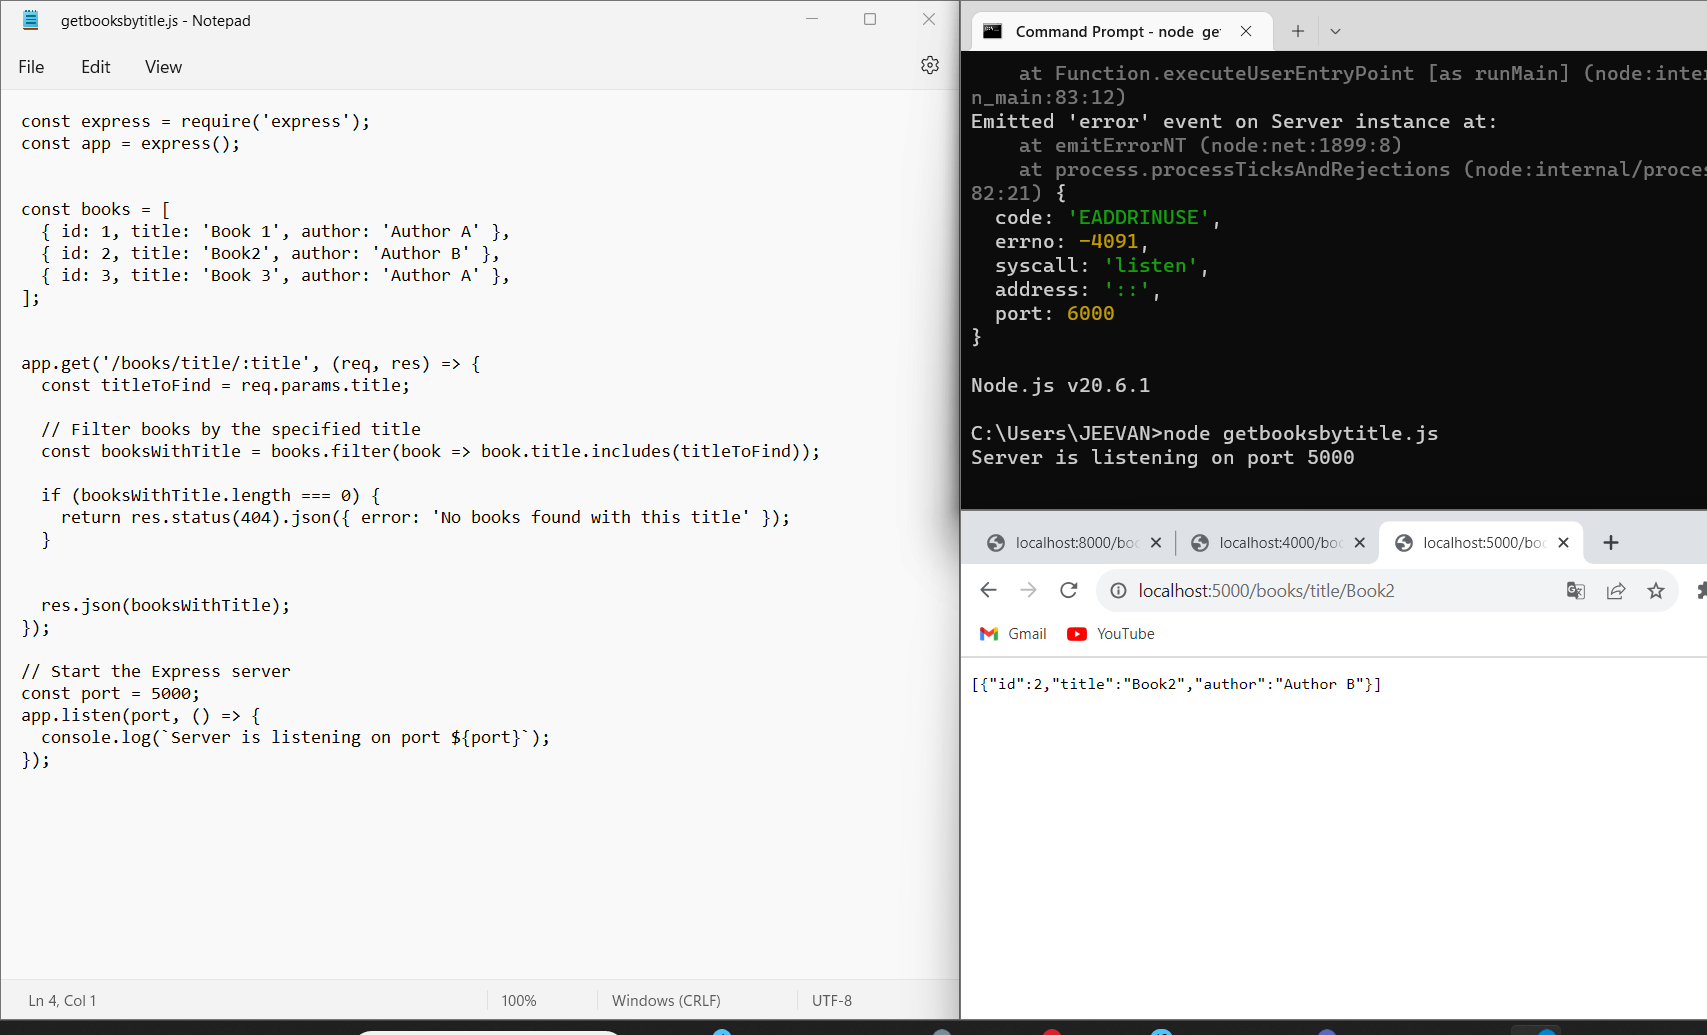 getbooksbytitle.js - Notepad
File Edit View
const express = require('express');
const app = express();
const books = [
  { id: 1, title: 'Book 1', author: 'Author A' },
  { id: 2, title: 'Book2', author: 'Author B' },
  { id: 3, title: 'Book 3', author: 'Author A' },
];
app.get('/books/title/:title', (req, res) => {
  const titleToFind = req.params.title;
  // Filter books by the specified title
  const booksWithTitle = books.filter(book => book.title.includes(titleToFind));
  if (booksWithTitle.length === 0) {
    return res.status(404).json({ error: 'No books found with this title' });
  }
  res.json(booksWithTitle);
});
// Start the Express server
const port = 5000;
app.listen(port, () => {
  console.log(`Server is listening on port ${port}`);
});
Ln 4, Col 1 100% Windows (CRLF) UTF-8
Command Prompt - node ge
    at Function.executeUserEntryPoint [as runMain] (node:inter
n_main:83:12)
Emitted 'error' event on Server instance at:
    at emitErrorNT (node:net:1899:8)
    at process.processTicksAndRejections (node:internal/proces
82:21) {
  code: 'EADDRINUSE',
  errno: -4091,
  syscall: 'listen',
  address: '::',
  port: 6000
}
Node.js v20.6.1
C:\Users\JEEVAN>node getbooksbytitle.js
Server is listening on port 5000
localhost:8000/boo localhost:4000/boo localhost:5000/boo
localhost:5000/books/title/Book2
Gmail YouTube
[{"id":2,"title":"Book2","author":"Author B"}]